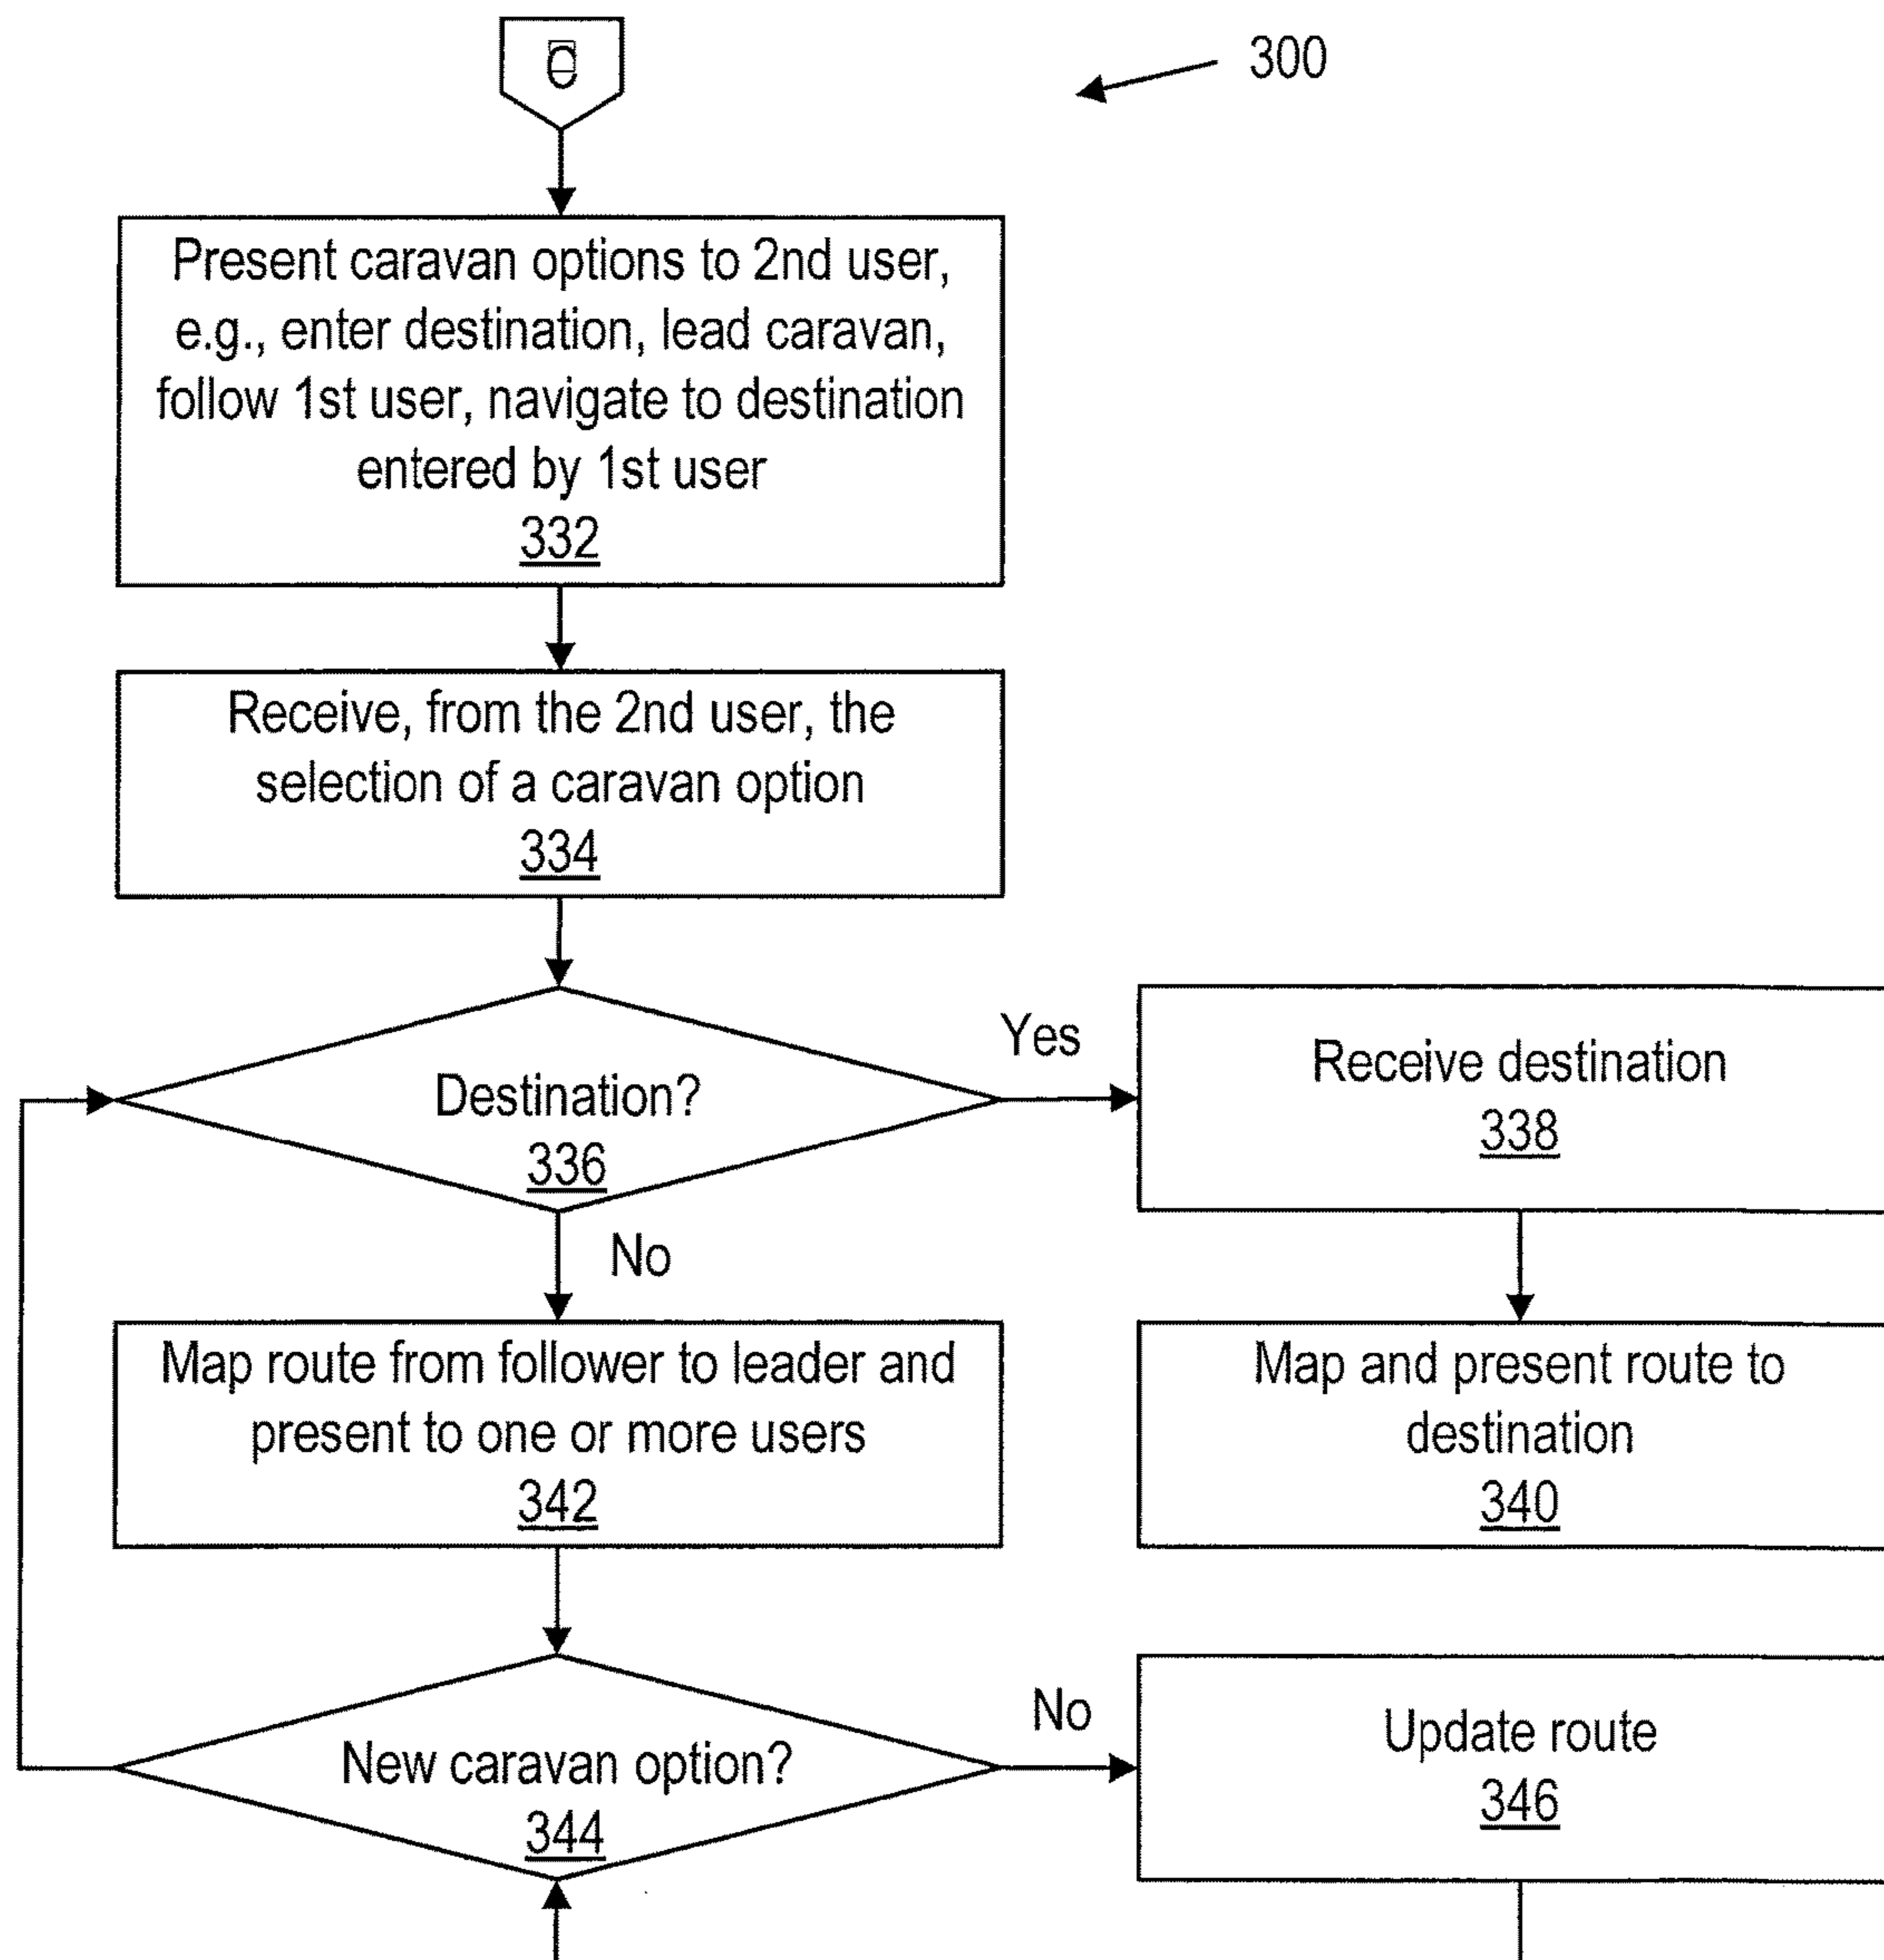 C
300
Present caravan options to 2nd user,
e.g., enter destination, lead caravan,
follow 1st user, navigate to destination
entered by 1st user
332
Receive, from the 2nd user, the
selection of a caravan option
334
Destination?
336
Yes
Receive destination
338
No
Map route from follower to leader and
present to one or more users
342
Map and present route to
destination
340
New caravan option?
344
No
Update route
346